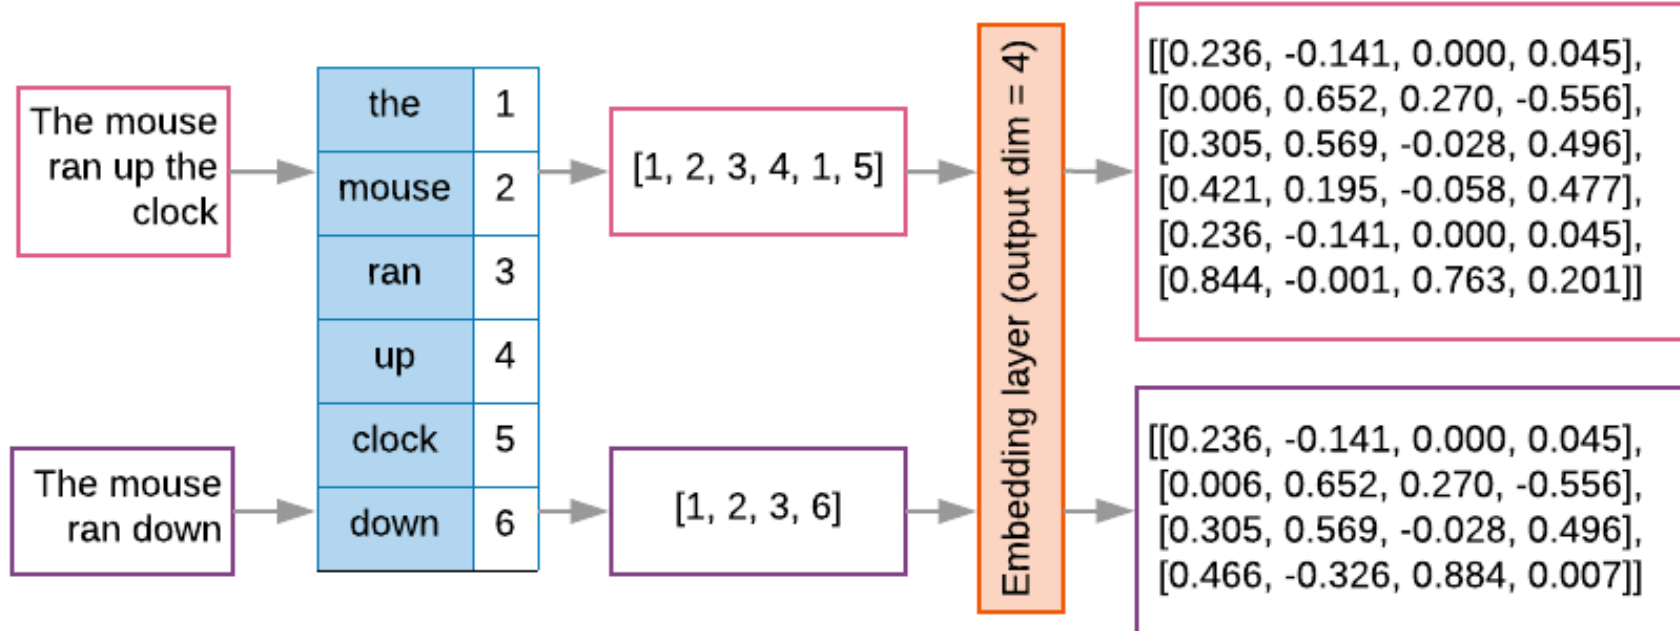 The mouse
ran up the
clock
the 1
mouse 2
ran 3
up 4
clock 5
down 6
[1, 2, 3, 4, 1, 5]
Embedding layer (output dim = 4)
[[0.236, -0.141, 0.000, 0.045],
[0.006, 0.652, 0.270, -0.556],
[0.305, 0.569, -0.028, 0.496],
[0.421, 0.195, -0.058, 0.477],
[0.236, -0.141, 0.000, 0.045],
[0.844, -0.001, 0.763, 0.201]]
The mouse
ran down
[1, 2, 3, 6]
[[0.236, -0.141, 0.000, 0.045],
[0.006, 0.652, 0.270, -0.556],
[0.305, 0.569, -0.028, 0.496],
[0.466, -0.326, 0.884, 0.007]]